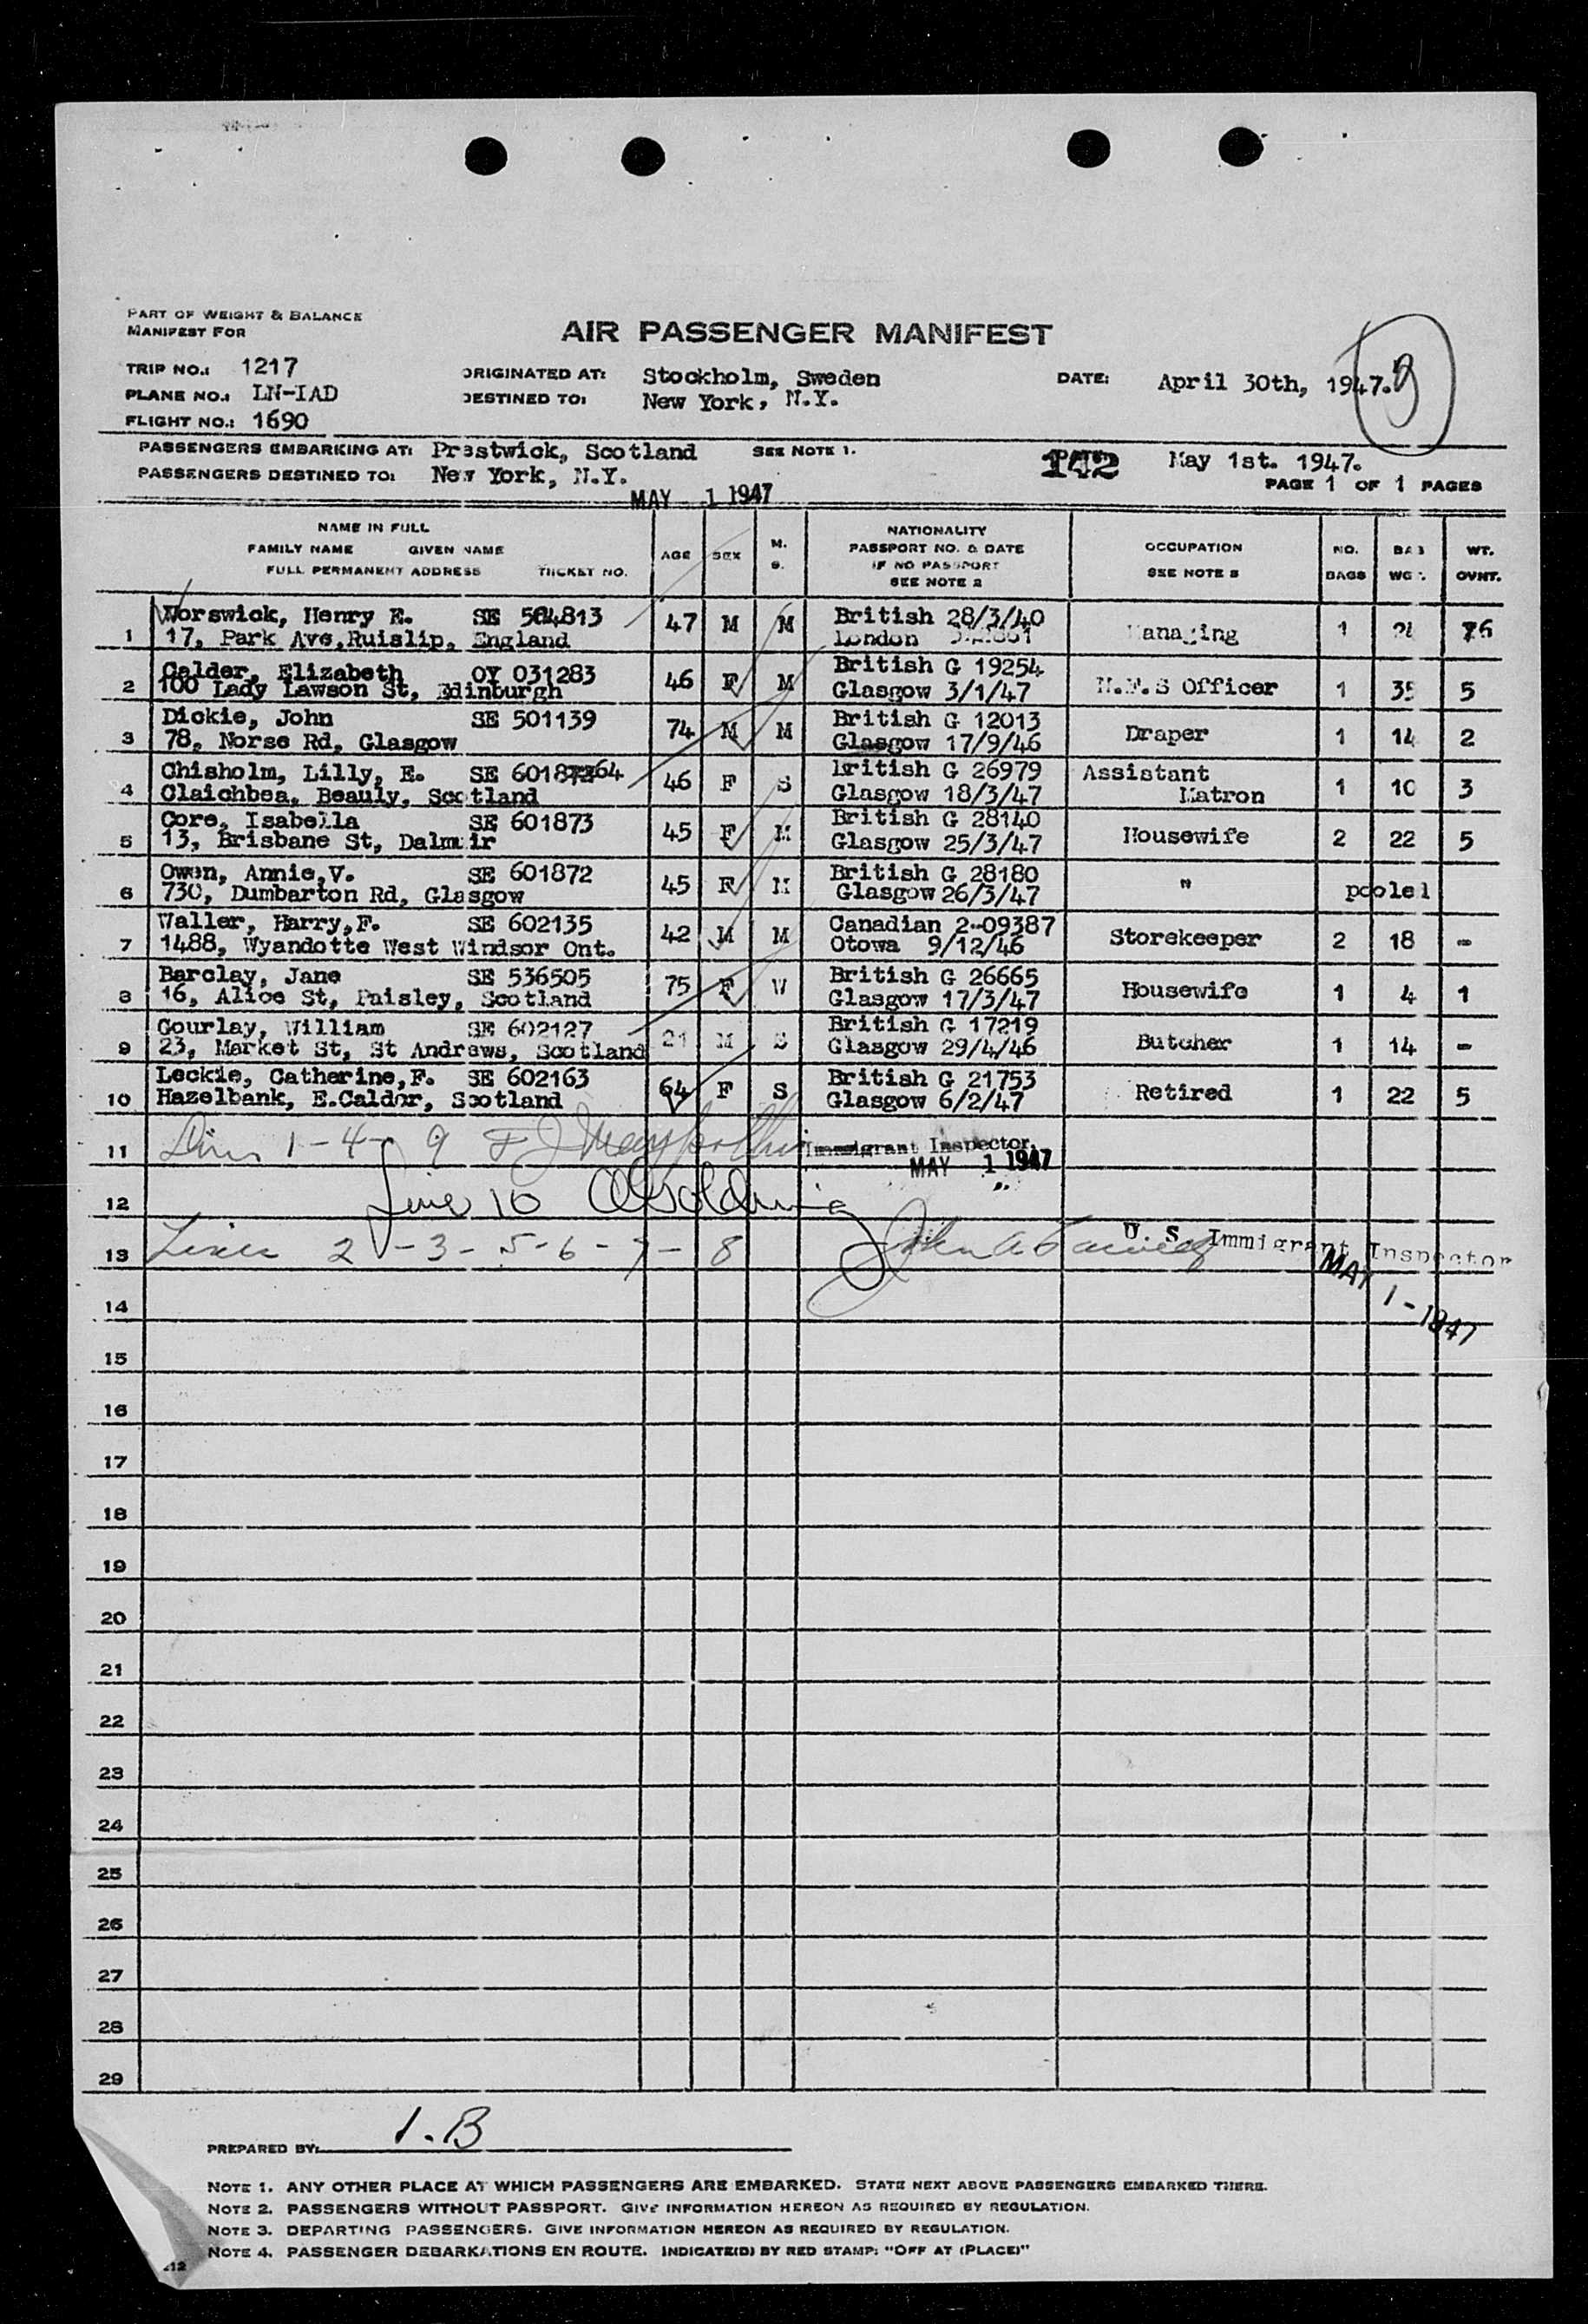 PART OF WEIGHT & BALANCE
MANIFEST FOR
AIR PASSENGER MANIFEST
TRIP NO.: 1217
ORIGINATED AT: Stockholm, Sweden
DATE: April 30th, 1947.
PLANE NO.: LN-IAD
DESTINED TO: New York, N.Y.
FLIGHT NO.: 1690
PASSENGERS EMBARKING AT: Prestwick, Scotland SEE NOTE 1.
142 May 1st. 1947.
PASSENGERS DESTINED TO: New York, N.Y.
PAGE 1 OF 1 PAGES
MAY 1 1947
NAME IN FULL
FAMILY NAME GIVEN NAME
FULL PERMANENT ADDRESS TICKET NO.
AGE SEX M. S.
NATIONALITY
PASSPORT NO. & DATE
IF NO PASSPORT
SEE NOTE 2
OCCUPATION
SEE NOTE 3
NO. BAGS
BAG WGT.
WT. OVNT.
1 Worswick, Henry E. SE 504813 47 M M British 28/3/40 Managing 1 76
17, Park Ave, Ruislip, England London
2 Calder, Elizabeth OY 031283 46 F M British G 19254 N.F.S Officer 1 35 5
100 Lady Lawson St, Edinburgh Glasgow 3/1/47
3 Dickie, John SE 501139 74 M M British G 12013 Draper 1 14 2
78, Norse Rd, Glasgow Glasgow 17/9/46
4 Chisholm, Lilly, E. SE 601872 46 F S British G 26979 Assistant Matron 1 10 3
Claichbea, Beauly, Scotland Glasgow 18/3/47
5 Core, Isabella SE 601873 45 F M British G 28140 Housewife 2 22 5
13, Brisbane St, Dalmuir Glasgow 25/3/47
6 Owen, Annie,V. SE 601872 45 F M British G 28180 " pooled
730, Dumbarton Rd, Glasgow Glasgow 26/3/47
7 Waller, Harry,F. SE 602135 42 M M Canadian 2-09387 Storekeeper 2 18 -
1488, Wyandotte West Windsor Ont. Otowa 9/12/46
8 Barclay, Jane SE 536505 75 F W British G 26665 Housewife 1 4 1
16, Alice St, Paisley, Scotland Glasgow 17/3/47
9 Gourlay, William SE 602127 21 M S British G 17219 Butcher 1 14 -
23, Market St, St Andrews, Scotland Glasgow 29/4/46
10 Leckie, Catherine,F. SE 602163 64 F S British G 21753 Retired 1 22 5
Hazelbank, E.Calder, Scotland Glasgow 6/2/47
11 Lines 1 - 4 - 9 Immigrant Inspector
MAY 1 1947
12 Line 10
13 Lines 2 - 3 - 5 - 6 - 7 - 8 U. S. Immigrant Inspector
MAY 1 - 1947
14
15
16
17
18
19
20
21
22
23
24
25
26
27
28
29
PREPARED BY: I.B
NOTE 1. ANY OTHER PLACE AT WHICH PASSENGERS ARE EMBARKED. STATE NEXT ABOVE PASSENGERS EMBARKED THERE.
NOTE 2. PASSENGERS WITHOUT PASSPORT. GIVE INFORMATION HEREON AS REQUIRED BY REGULATION.
NOTE 3. DEPARTING PASSENGERS. GIVE INFORMATION HEREON AS REQUIRED BY REGULATION.
NOTE 4. PASSENGER DEBARKATIONS EN ROUTE. INDICATE(D) BY RED STAMP: "OFF AT (PLACE)"